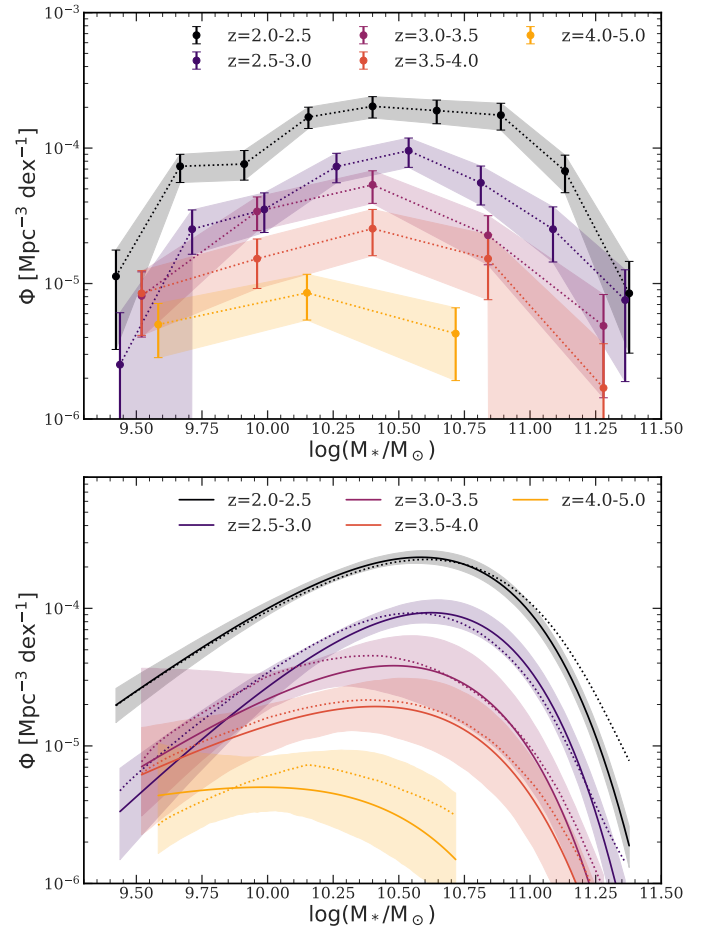 10⁻³
z=2.0-2.5 z=3.0-3.5 z=4.0-5.0
z=2.5-3.0 z=3.5-4.0
10⁻⁴
Φ [Mpc⁻³ dex⁻¹]
10⁻⁵
10⁻⁶
9.50 9.75 10.00 10.25 10.50 10.75 11.00 11.25 11.50
log(M*/M⊙)
z=2.0-2.5 z=3.0-3.5 z=4.0-5.0
z=2.5-3.0 z=3.5-4.0
10⁻⁴
Φ [Mpc⁻³ dex⁻¹]
10⁻⁵
10⁻⁶
9.50 9.75 10.00 10.25 10.50 10.75 11.00 11.25 11.50
log(M*/M⊙)